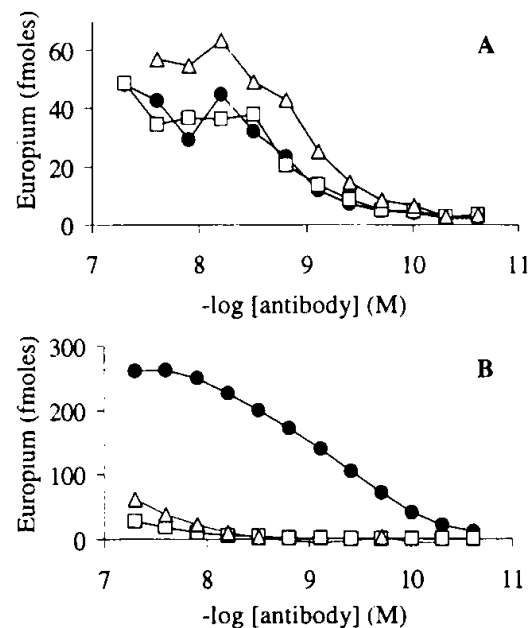 A
Europium (fmoles)
60
40
20
0
7 8 9 10 11
-log [antibody] (M)
B
Europium (fmoles)
300
200
100
0
7 8 9 10 11
-log [antibody] (M)